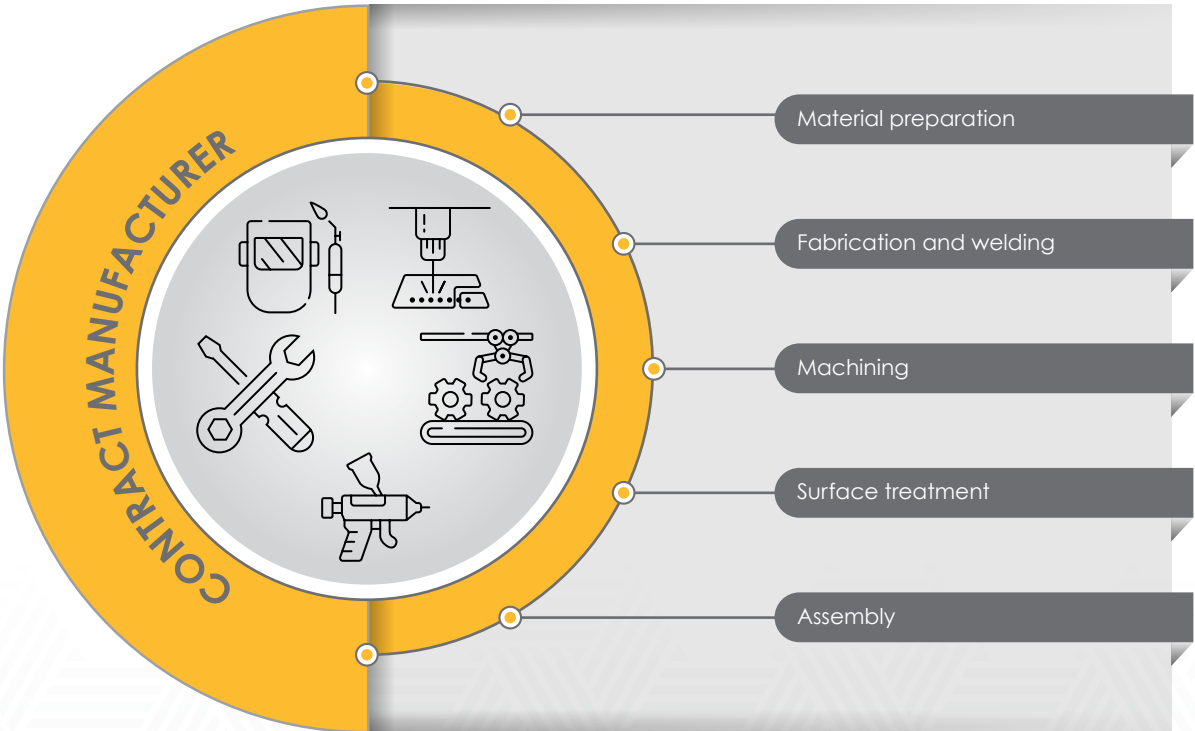 CONTRACT MANUFACTURER
Material preparation
Fabrication and welding
Machining
Surface treatment
Assembly